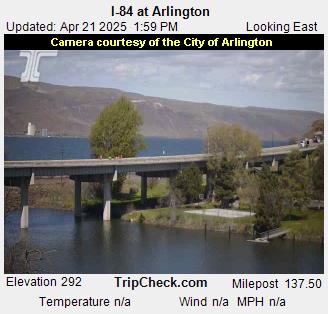 I-84 at Arlington
Updated: Apr 21 2025 1:59 PM Looking East
Camera courtesy of the City of Arlington
Elevation 292 TripCheck.com Milepost 137.50
Temperature n/a Wind n/a MPH n/a